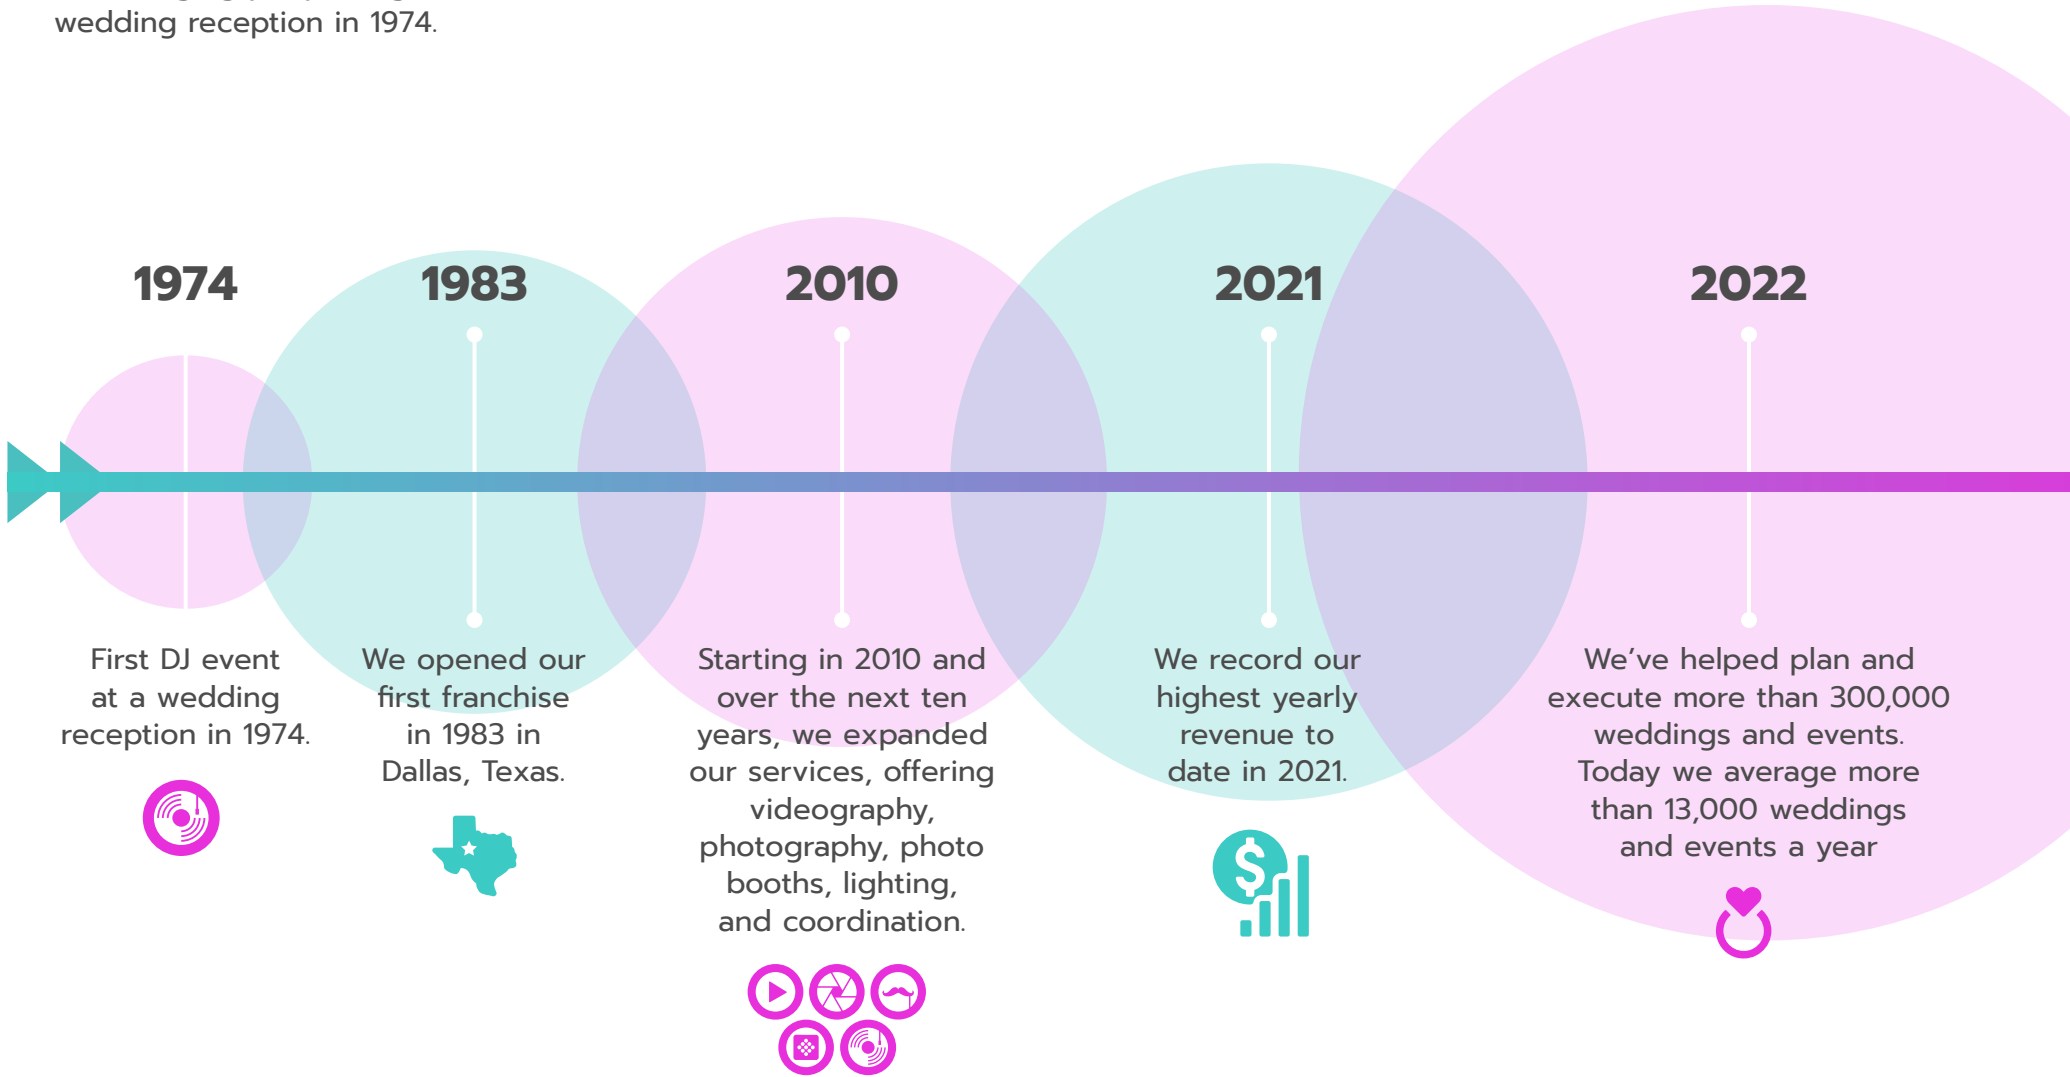 wedding reception in 1974.
1974
1983
2010
2021
2022
First DJ event
at a wedding
reception in 1974.
We opened our
first franchise
in 1983 in
Dallas, Texas.
Starting in 2010 and
over the next ten
years, we expanded
our services, offering
videography,
photography, photo
booths, lighting,
and coordination.
We record our
highest yearly
revenue to
date in 2021.
We’ve helped plan and
execute more than 300,000
weddings and events.
Today we average more
than 13,000 weddings
and events a year
$